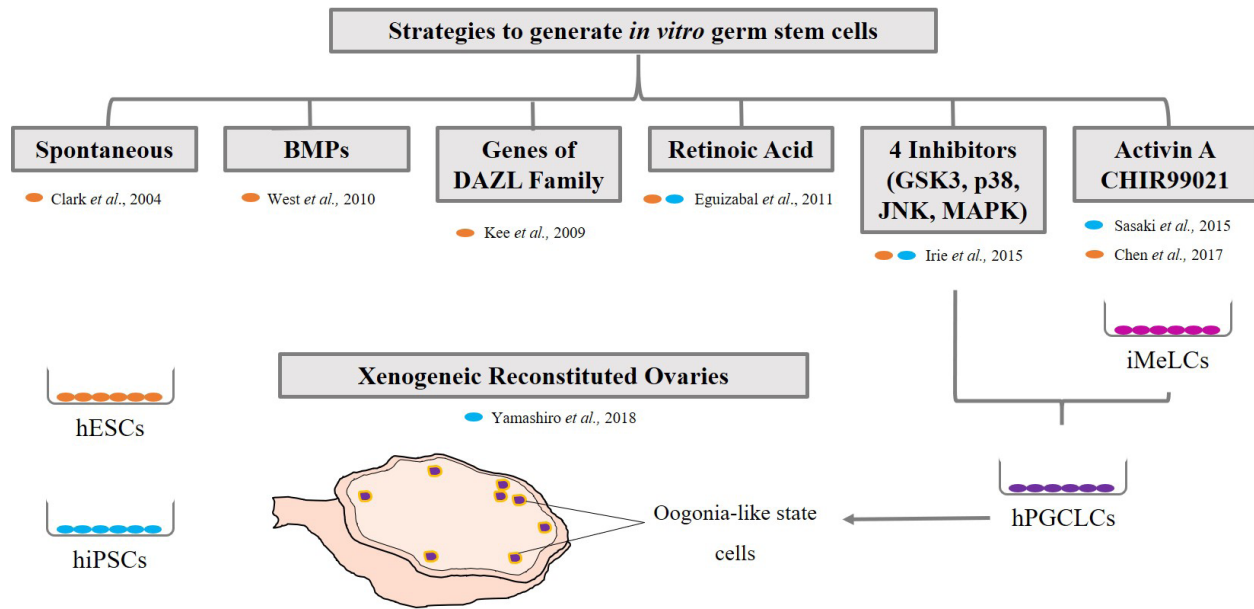 Strategies to generate in vitro germ stem cells
Spontaneous
Clark et al., 2004
BMPs
West et al., 2010
Genes of
DAZL Family
Kee et al., 2009
Retinoic Acid
Eguizabal et al., 2011
4 Inhibitors
(GSK3, p38,
JNK, MAPK)
Irie et al., 2015
Activin A
CHIR99021
Sasaki et al., 2015
Chen et al., 2017
iMeLCs
hESCs
hiPSCs
Xenogeneic Reconstituted Ovaries
Yamashiro et al., 2018
Oogonia-like state
cells
hPGCLCs